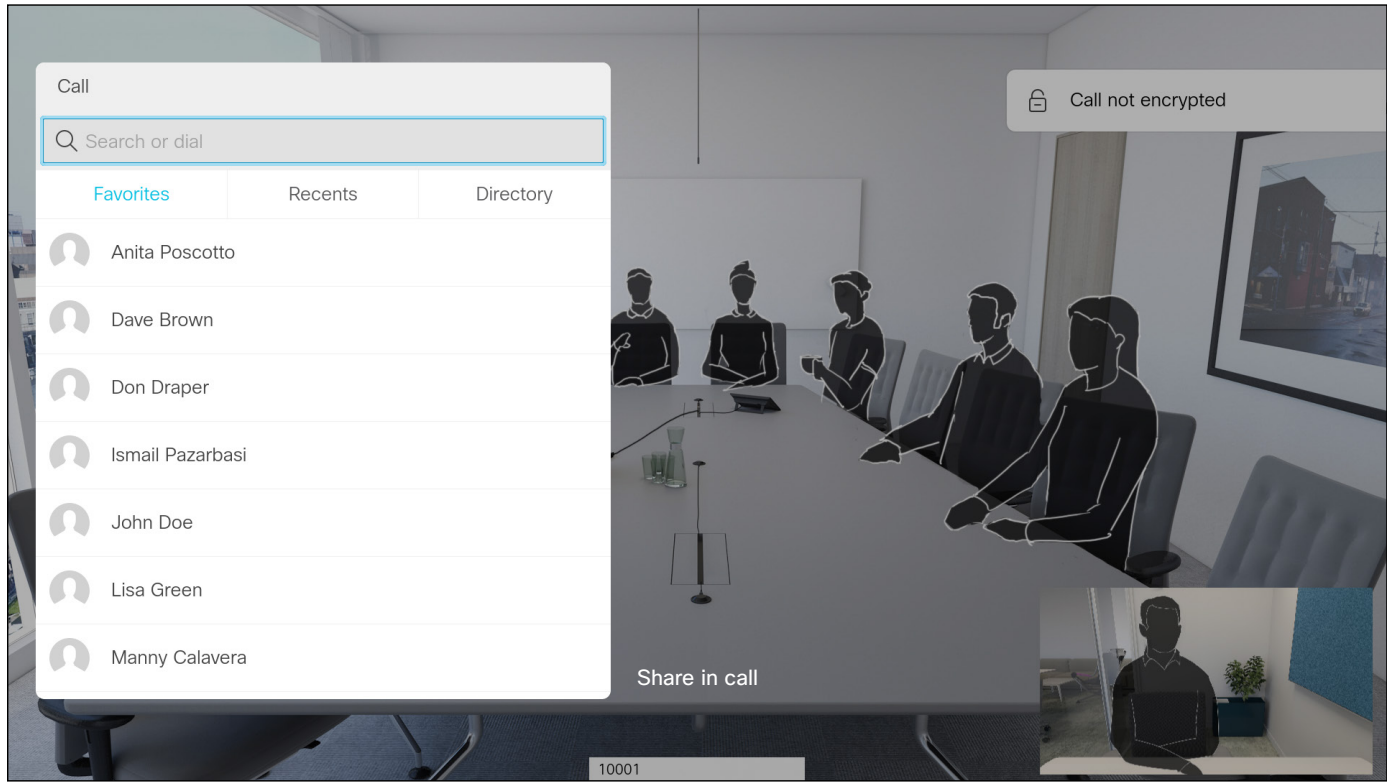 Call
Call not encrypted
Search or dial
Favorites Recents Directory
Anita Poscotto
Dave Brown
Don Draper
Ismail Pazarbasi
John Doe
Lisa Green
Manny Calavera
Share in call
10001